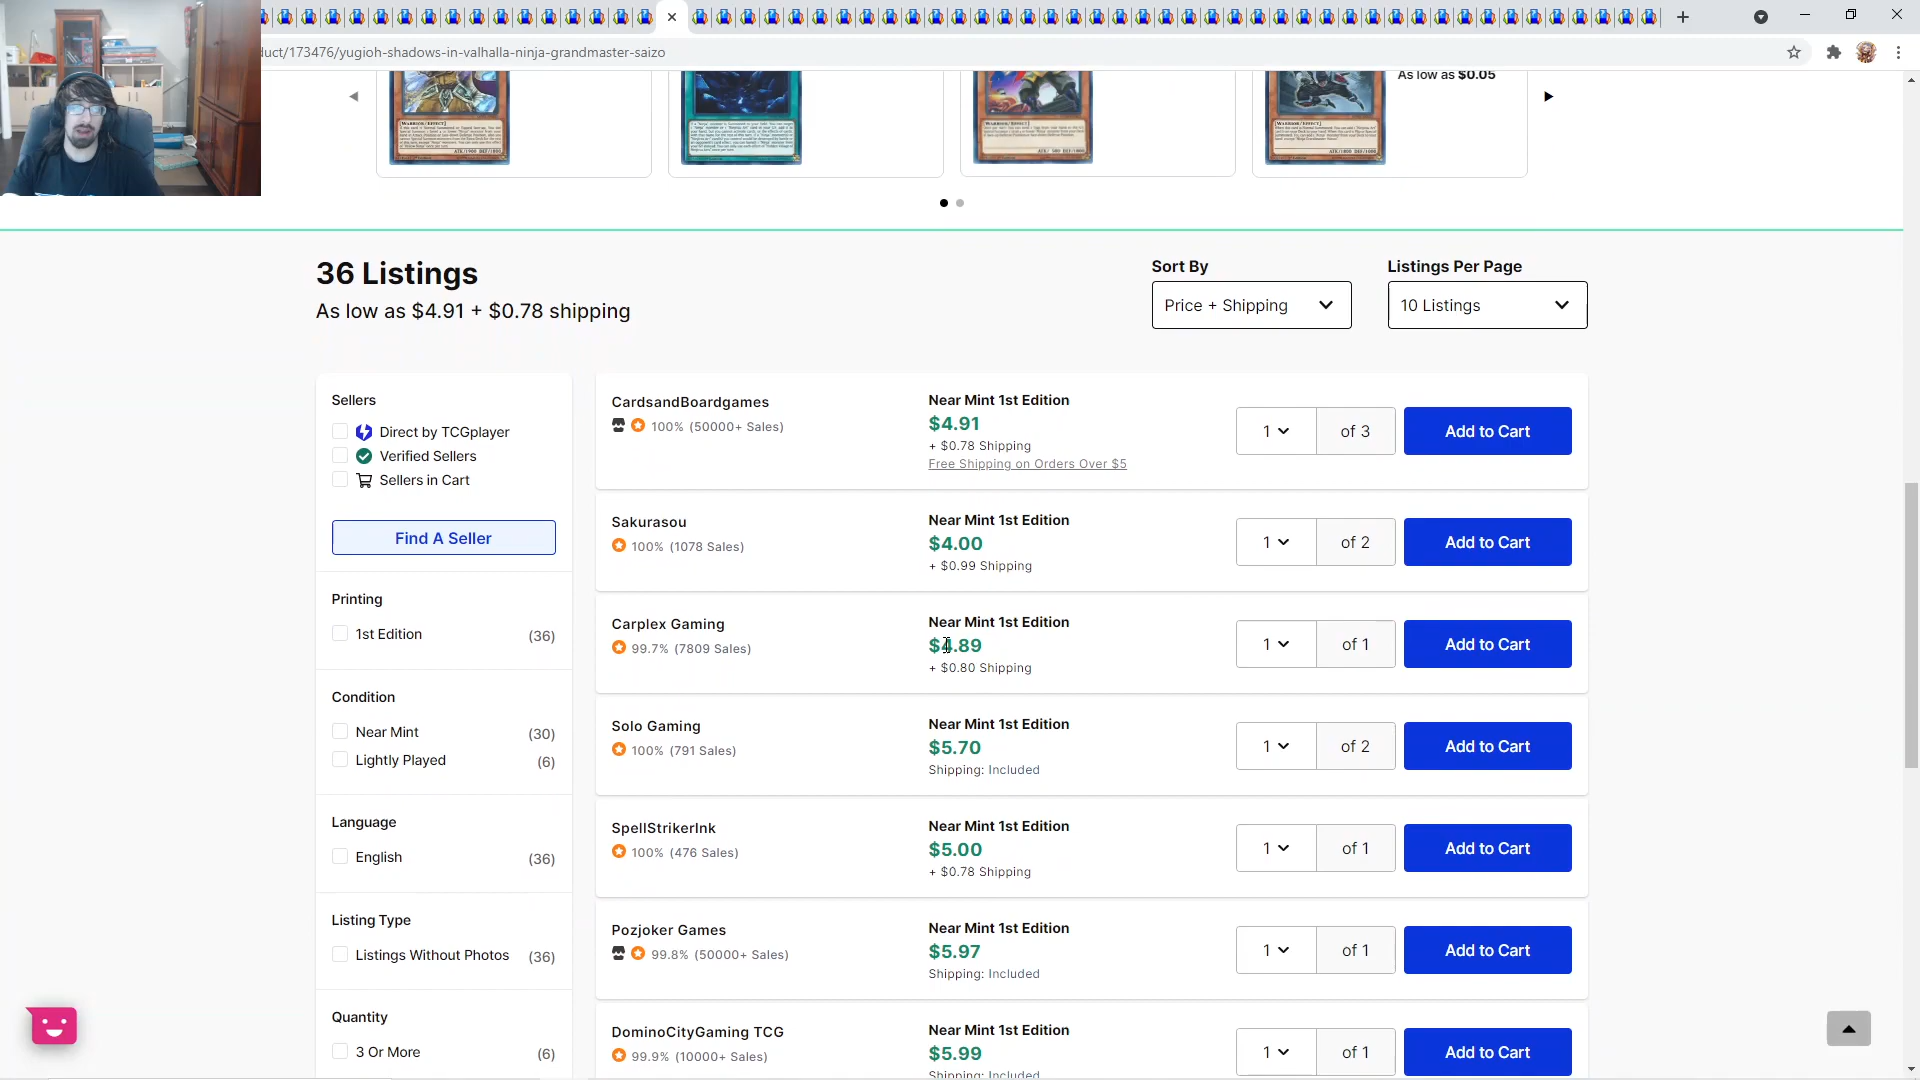 duct/173476/yugioh-shadows-in-valhalla-ninja-grandmaster-saizo
As low as $0.05
36 Listings
As low as $4.91 + $0.78 shipping
Sort By
Price + Shipping
Listings Per Page
10 Listings
Sellers
Direct by TCGplayer
Verified Sellers
Sellers in Cart
Find A Seller
Printing
1st Edition (36)
Condition
Near Mint (30)
Lightly Played (6)
Language
English (36)
Listing Type
Listings Without Photos (36)
Quantity
3 Or More (6)
CardsandBoardgames
100% (50000+ Sales)
Near Mint 1st Edition
$4.91
+ $0.78 Shipping
Free Shipping on Orders Over $5
1 of 3
Add to Cart
Sakurasou
100% (1078 Sales)
Near Mint 1st Edition
$4.00
+ $0.99 Shipping
1 of 2
Add to Cart
Carplex Gaming
99.7% (7809 Sales)
Near Mint 1st Edition
$4.89
+ $0.80 Shipping
1 of 1
Add to Cart
Solo Gaming
100% (791 Sales)
Near Mint 1st Edition
$5.70
Shipping: Included
1 of 2
Add to Cart
SpellStrikerInk
100% (476 Sales)
Near Mint 1st Edition
$5.00
+ $0.78 Shipping
1 of 1
Add to Cart
Pozjoker Games
99.8% (50000+ Sales)
Near Mint 1st Edition
$5.97
Shipping: Included
1 of 1
Add to Cart
DominoCityGaming TCG
99.9% (10000+ Sales)
Near Mint 1st Edition
$5.99
Shipping: Included
1 of 1
Add to Cart